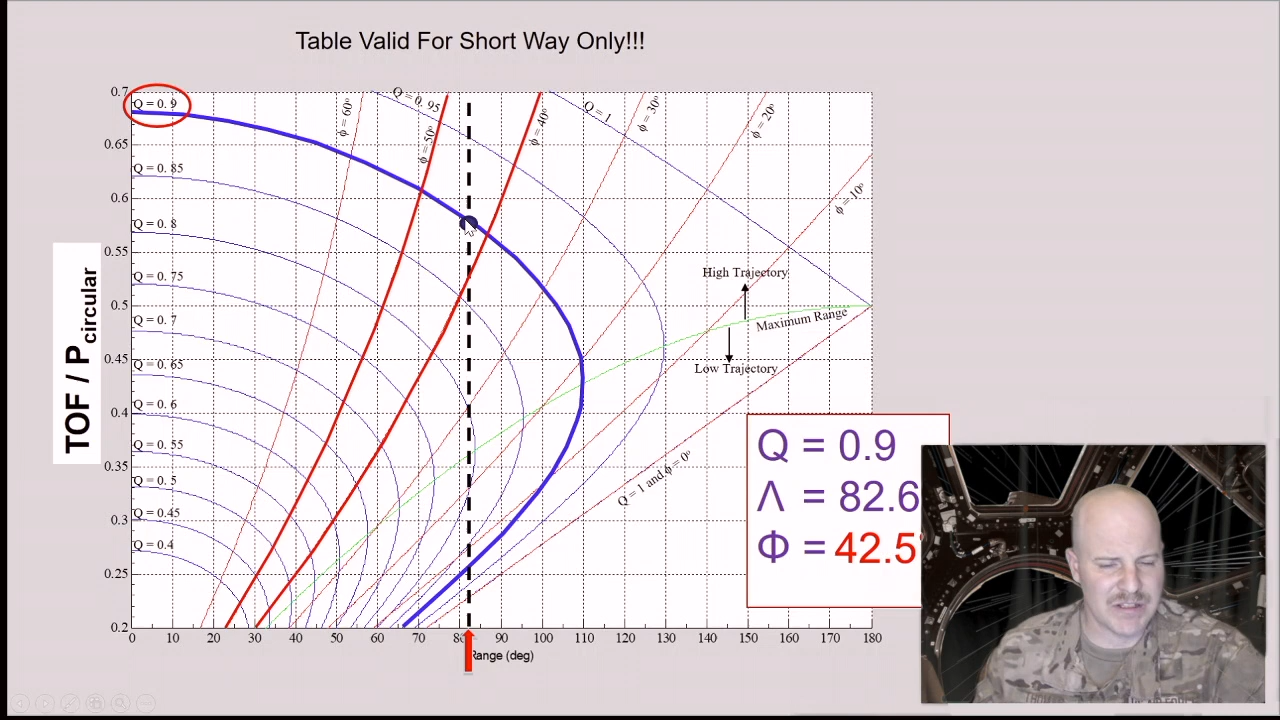 Table Valid For Short Way Only!!!
0.7
0.65
0.6
0.55
0.5
0.45
0.4
0.35
0.3
0.25
0.2
TOF / Pcircular
Q = 0.9
Q = 0.85
Q = 0.8
Q = 0.75
Q = 0.7
Q = 0.65
Q = 0.6
Q = 0.55
Q = 0.5
Q = 0.45
Q = 0.4
ϕ = 60°
Q = 0.95
ϕ = 50°
ϕ = 40°
Q = 1
ϕ = 30°
ϕ = 20°
ϕ = 10°
High Trajectory
Maximum Range
Low Trajectory
Q = 1 and ϕ = 0°
0 10 20 30 40 50 60 70 80 90 100 110 120 130 140 150 160 170 180
Range (deg)
Q = 0.9
Λ = 82.6
Φ = 42.5°